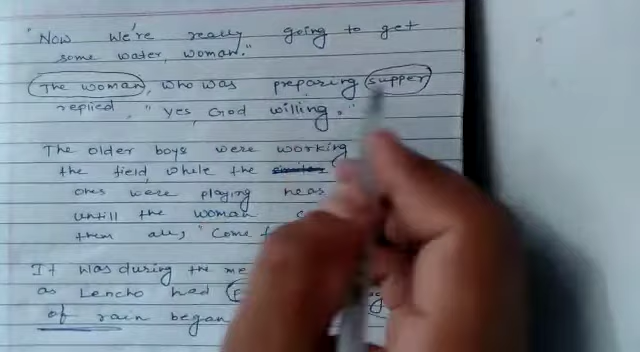 "Now we're really going to get
some water, woman."
The woman, who was preparing supper
replied, "yes, God willing."
The older boys were working
the field, while the
ones were playing
untill the woman
them all, "Come
It was during the
as Lencho had
of rain began